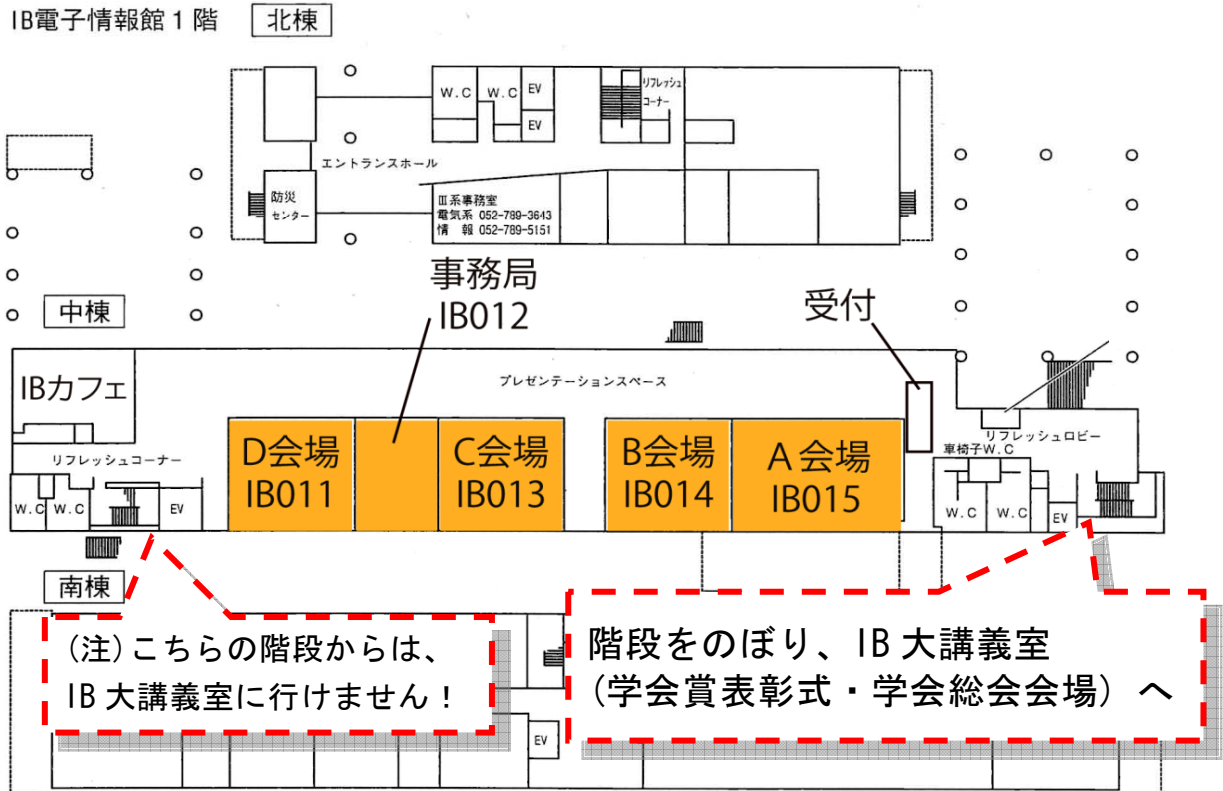 IB電子情報館1階 北棟
W.C W.C EV
EV
リフレッシュ
コーナー
エントランスホール
防災
センター
Ⅲ系事務室
電気系 052-789-3643
情 報 052-789-5151
事務局
IB012
受付
中棟
IBカフェ
プレゼンテーションスペース
リフレッシュコーナー
D会場
IB011
C会場
IB013
B会場
IB014
A会場
IB015
リフレッシュロビー
車椅子W.C
W.C W.C EV
W.C W.C EV
南棟
(注)こちらの階段からは、
IB大講義室に行けません!
階段をのぼり、IB大講義室
(学会賞表彰式・学会総会会場)へ
EV